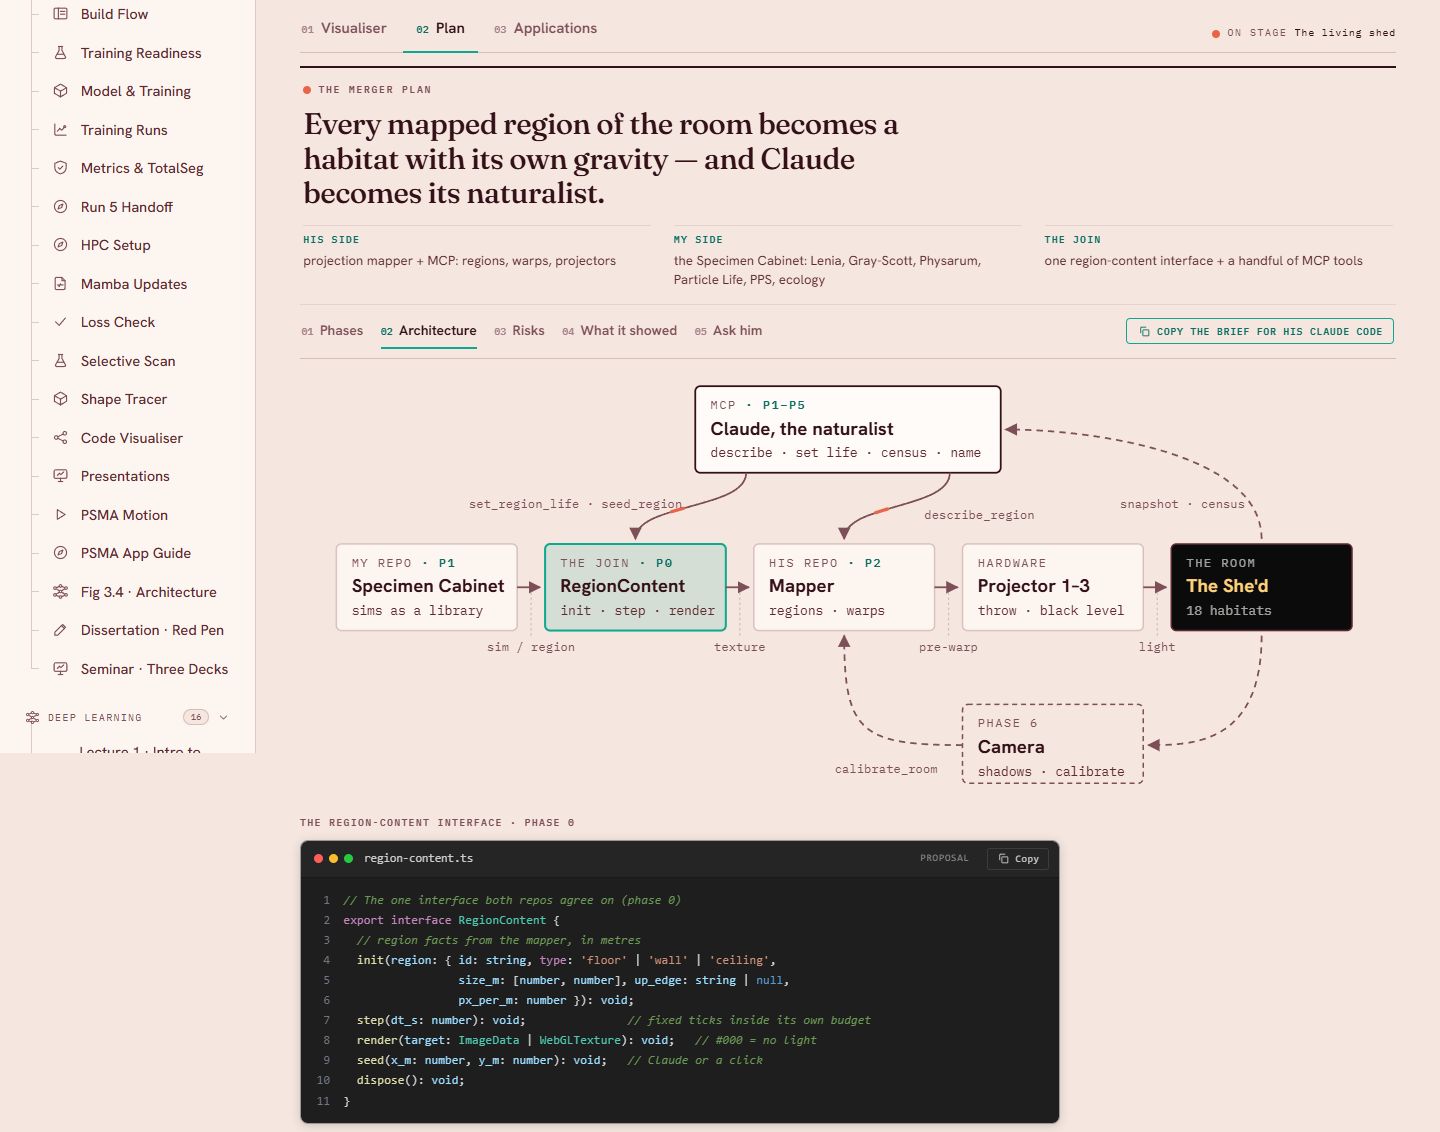 Build Flow
Training Readiness
Model & Training
Training Runs
Metrics & TotalSeg
Run 5 Handoff
HPC Setup
Mamba Updates
Loss Check
Selective Scan
Shape Tracer
Code Visualiser
Presentations
PSMA Motion
PSMA App Guide
Fig 3.4 · Architecture
Dissertation · Red Pen
Seminar · Three Decks
DEEP LEARNING 16
Lecture 1 · Intro to
01 Visualiser 02 Plan 03 Applications
ON STAGE The living shed
THE MERGER PLAN
Every mapped region of the room becomes a
habitat with its own gravity — and Claude
becomes its naturalist.
HIS SIDE
projection mapper + MCP: regions, warps, projectors
MY SIDE
the Specimen Cabinet: Lenia, Gray-Scott, Physarum,
Particle Life, PPS, ecology
THE JOIN
one region-content interface + a handful of MCP tools
01 Phases 02 Architecture 03 Risks 04 What it showed 05 Ask him
COPY THE BRIEF FOR HIS CLAUDE CODE
MCP · P1–P5
Claude, the naturalist
describe · set life · census · name
set_region_life · seed_region
describe_region
snapshot · census
MY REPO · P1
Specimen Cabinet
sims as a library
THE JOIN · P0
RegionContent
init · step · render
HIS REPO · P2
Mapper
regions · warps
HARDWARE
Projector 1–3
throw · black level
THE ROOM
The She'd
18 habitats
sim / region
texture
pre-warp
light
PHASE 6
Camera
shadows · calibrate
calibrate_room
THE REGION-CONTENT INTERFACE · PHASE 0
region-content.ts
PROPOSAL
Copy
1 // The one interface both repos agree on (phase 0)
2 export interface RegionContent {
3 // region facts from the mapper, in metres
4 init(region: { id: string, type: 'floor' | 'wall' | 'ceiling',
5 size_m: [number, number], up_edge: string | null,
6 px_per_m: number }): void;
7 step(dt_s: number): void; // fixed ticks inside its own budget
8 render(target: ImageData | WebGLTexture): void; // #000 = no light
9 seed(x_m: number, y_m: number): void; // Claude or a click
10 dispose(): void;
11 }